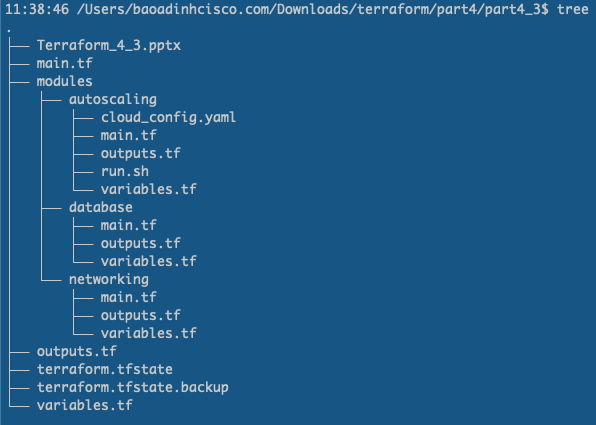 11:38:46 /Users/baoadinhcisco.com/Downloads/terraform/part4/part4_3$ tree
.
├── Terraform_4_3.pptx
├── main.tf
├── modules
│   ├── autoscaling
│   │   ├── cloud_config.yaml
│   │   ├── main.tf
│   │   ├── outputs.tf
│   │   ├── run.sh
│   │   └── variables.tf
│   ├── database
│   │   ├── main.tf
│   │   ├── outputs.tf
│   │   └── variables.tf
│   └── networking
│       ├── main.tf
│       ├── outputs.tf
│       └── variables.tf
├── outputs.tf
├── terraform.tfstate
├── terraform.tfstate.backup
└── variables.tf